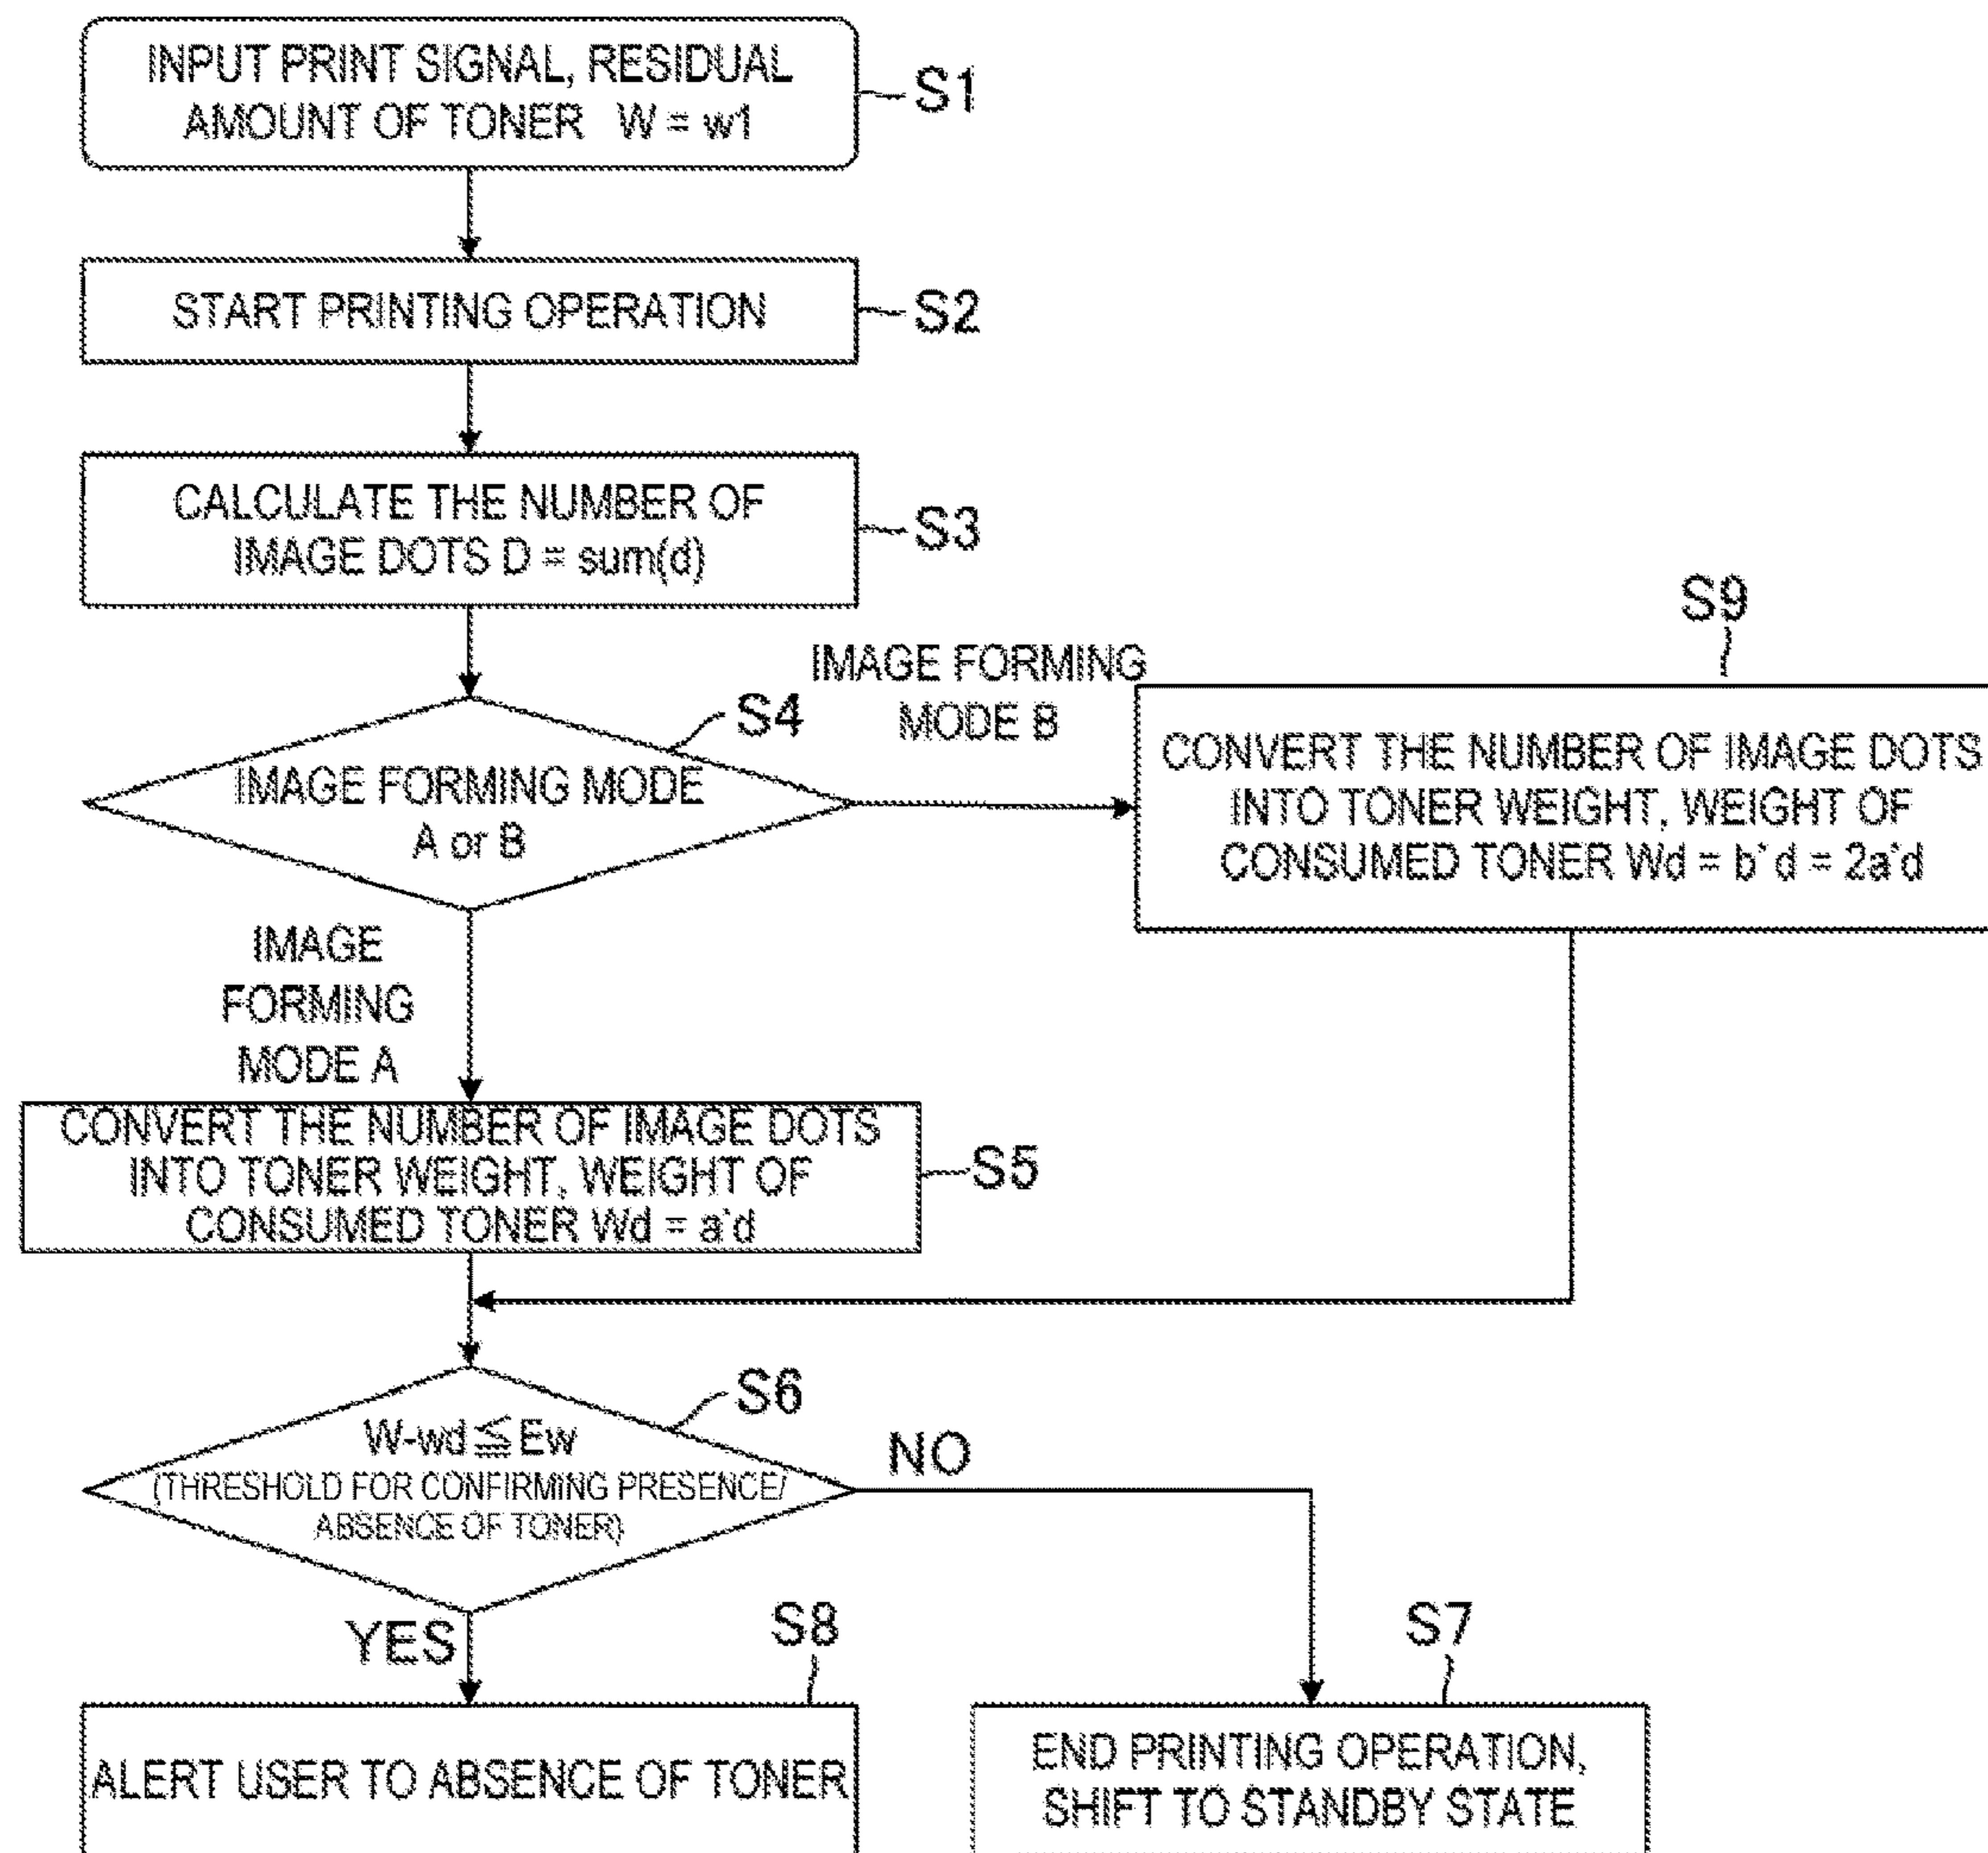 INPUT PRINT SIGNAL, RESIDUAL
AMOUNT OF TONER W = w1
S1
START PRINTING OPERATION
S2
CALCULATE THE NUMBER OF
IMAGE DOTS D = sum(d)
S3
IMAGE FORMING MODE
A or B
S4
IMAGE FORMING
MODE B
S9
CONVERT THE NUMBER OF IMAGE DOTS
INTO TONER WEIGHT, WEIGHT OF
CONSUMED TONER Wd = b*d = 2a*d
IMAGE
FORMING
MODE A
CONVERT THE NUMBER OF IMAGE DOTS
INTO TONER WEIGHT, WEIGHT OF
CONSUMED TONER Wd = a*d
S5
W-wd≦Ew
(THRESHOLD FOR CONFIRMING PRESENCE/
ABSENCE OF TONER)
S6
NO
YES
S8
ALERT USER TO ABSENCE OF TONER
S7
END PRINTING OPERATION,
SHIFT TO STANDBY STATE